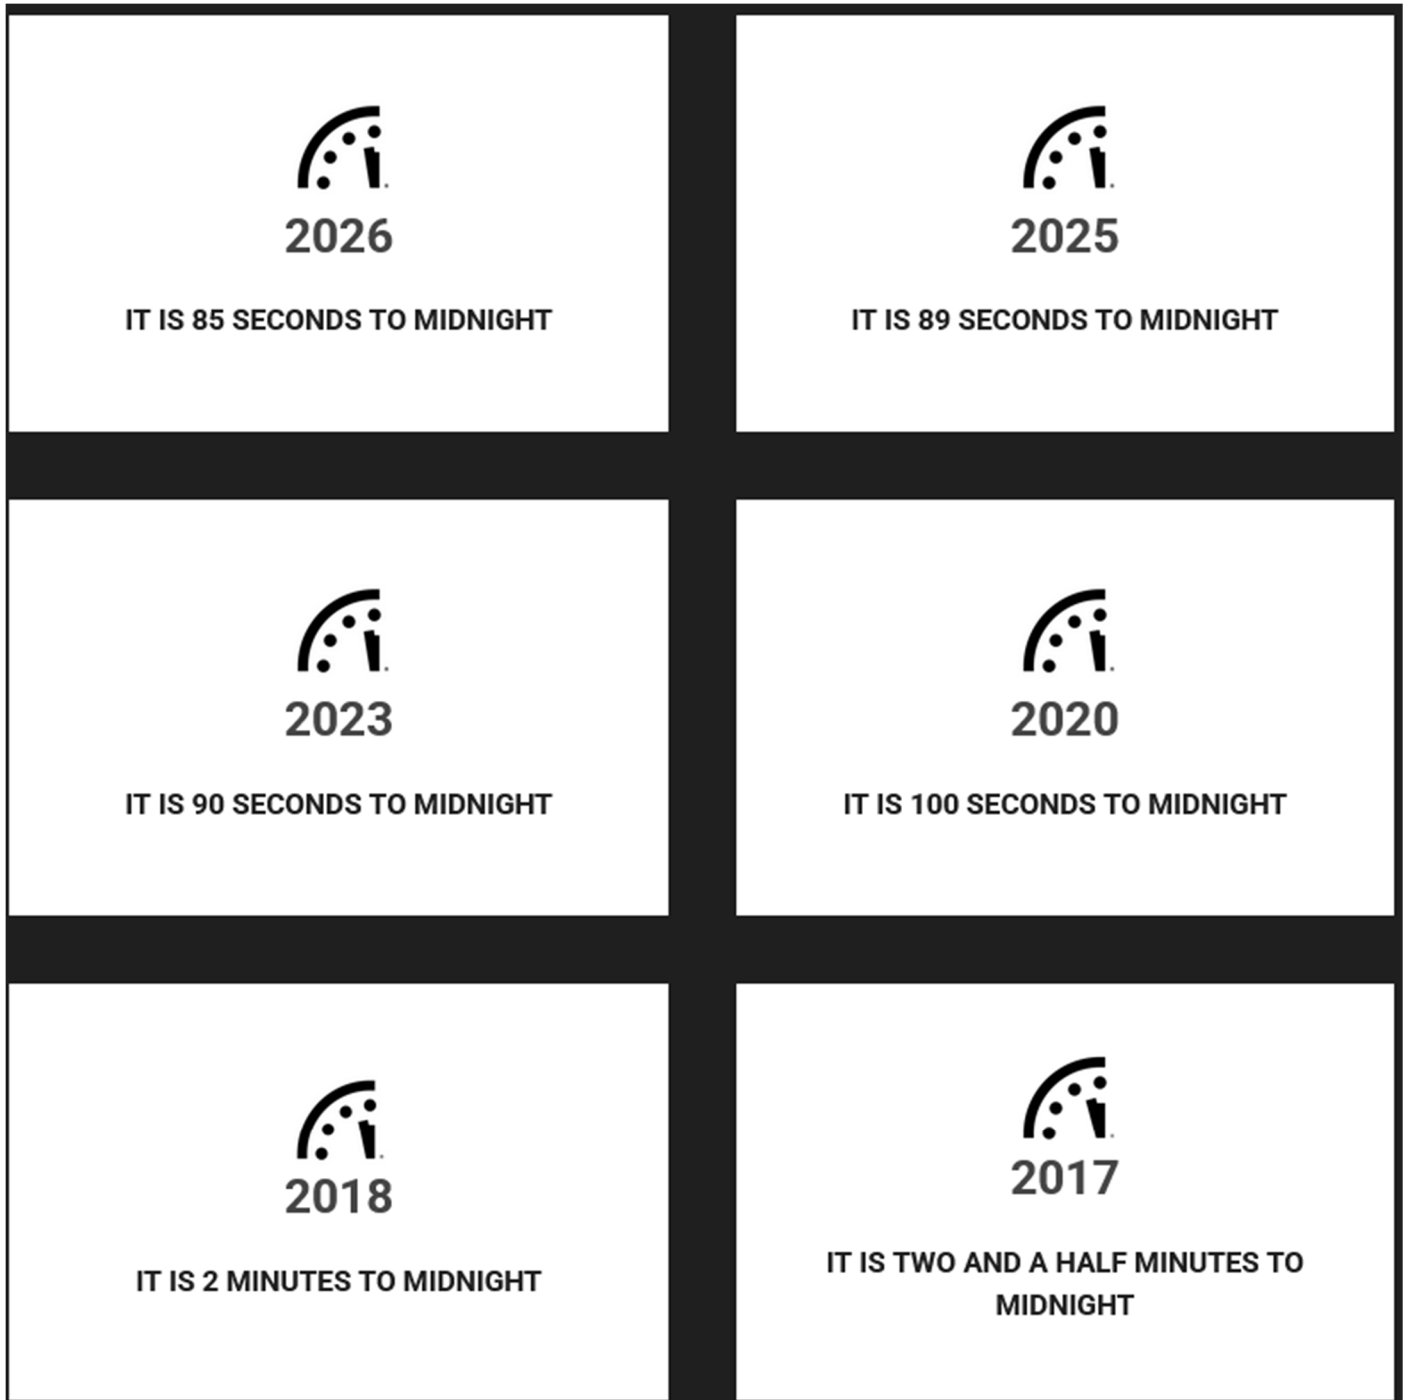 2026
IT IS 85 SECONDS TO MIDNIGHT
2025
IT IS 89 SECONDS TO MIDNIGHT
2023
IT IS 90 SECONDS TO MIDNIGHT
2020
IT IS 100 SECONDS TO MIDNIGHT
2018
IT IS 2 MINUTES TO MIDNIGHT
2017
IT IS TWO AND A HALF MINUTES TO
MIDNIGHT